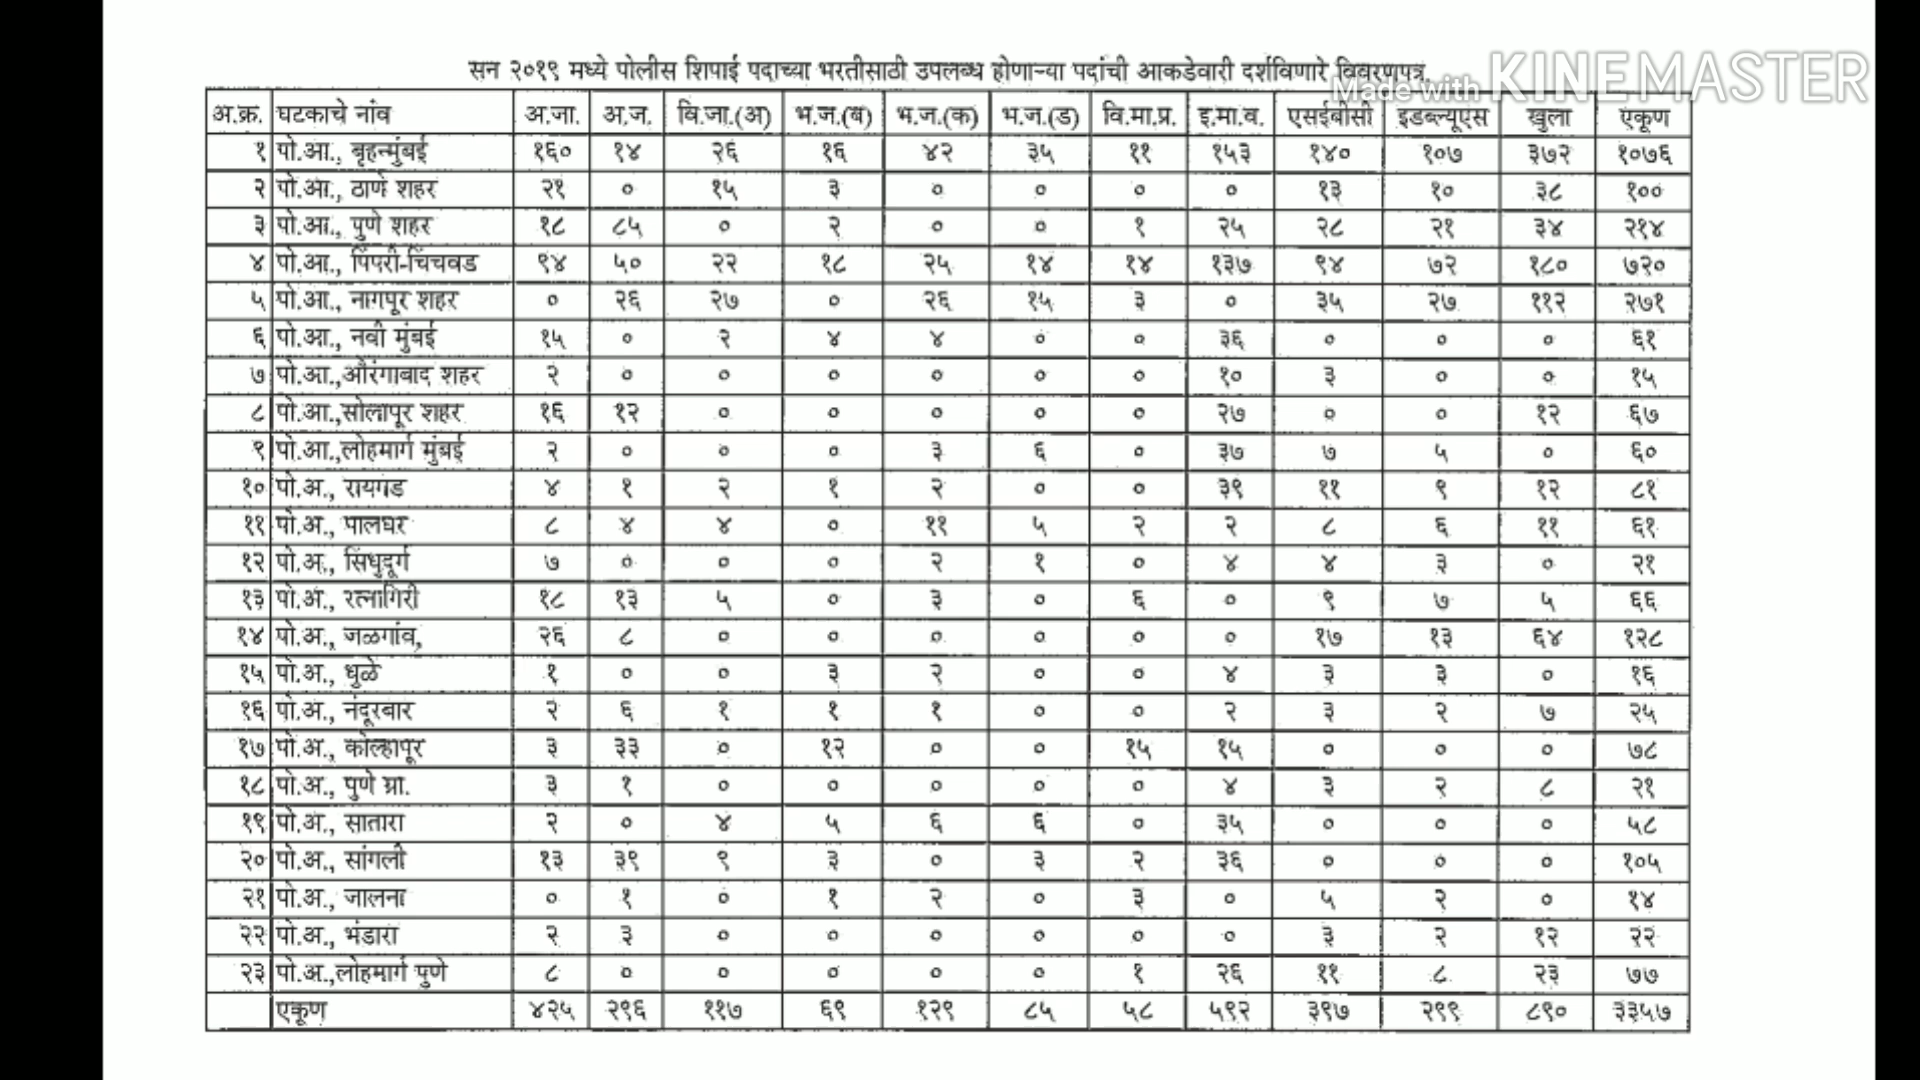 सन २०१९ मध्ये पोलीस शिपाई पदाच्या भरतीसाठी उपलब्ध होणाऱ्या पदांची आकडेवारी दर्शविणारे विवरणपत्र.
Made with KINEMASTER
अ.क्र. घटकाचे नांव अ.जा. अ.ज. वि.जा.(अ) भ.ज.(ब) भ.ज.(क) भ.ज.(ड) वि.मा.प्र. इ.मा.व. एसईबीसी इडब्ल्यूएस खुला एकूण
१ पो.आ., बृहन्मुंबई १६० १४ २६ १६ ४२ ३५ ११ १५३ १४० १०७ ३७२ १०७६
२ पो.आ., ठाणे शहर २१ ० १५ ३ ० ० ० ० १३ १० ३८ १००
३ पो.आ., पुणे शहर १८ ८५ ० २ ० ० १ २५ २८ २१ ३४ २१४
४ पो.आ., पिंपरी-चिंचवड ९४ ५० २२ १८ २५ १४ १४ १३७ ९४ ७२ १८० ७२०
५ पो.आ., नागपूर शहर ० २६ २७ ० २६ १५ ३ ० ३५ २७ ११२ २७१
६ पो.आ., नवी मुंबई १५ ० २ ४ ४ ० ० ३६ ० ० ० ६१
७ पो.आ.,औरंगाबाद शहर २ ० ० ० ० ० ० १० ३ ० ० १५
८ पो.आ.,सोलापूर शहर १६ १२ ० ० ० ० ० २७ ० ० १२ ६७
९ पो.आ.,लोहमार्ग मुंबई २ ० ० ० ३ ६ ० ३७ ७ ५ ० ६०
१० पो.अ., रायगड ४ १ २ १ २ ० ० ३९ ११ ९ १२ ८१
११ पो.अ., पालघर ८ ४ ४ ० ११ ५ २ २ ८ ६ ११ ६१
१२ पो.अ., सिंधुदूर्ग ७ ० ० ० २ १ ० ४ ४ ३ ० २१
१३ पो.अ., रत्नागिरी १८ १३ ५ ० ३ ० ६ ० ९ ७ ५ ६६
१४ पो.अ., जळगांव, २६ ८ ० ० ० ० ० ० १७ १३ ६४ १२८
१५ पो.अ., धुळे १ ० ० ३ २ ० ० ४ ३ ३ ० १६
१६ पो.अ., नंदूरबार २ ६ १ १ १ ० ० २ ३ २ ७ २५
१७ पो.अ., कोल्हापूर ३ ३३ ० १२ ० ० १५ १५ ० ० ० ७८
१८ पो.अ., पुणे ग्रा. ३ १ ० ० ० ० ० ४ ३ २ ८ २१
१९ पो.अ., सातारा २ ० ४ ५ ६ ६ ० ३५ ० ० ० ५८
२० पो.अ., सांगली १३ ३९ ९ ३ ० ३ २ ३६ ० ० ० १०५
२१ पो.अ., जालना ० १ ० १ २ ० ३ ० ५ २ ० १४
२२ पो.अ., भंडारा २ ३ ० ० ० ० ० ० ३ २ १२ २२
२३ पो.अ.,लोहमार्ग पुणे ८ ० ० ० ० ० १ २६ ११ ८ २३ ७७
एकूण ४२५ २९६ ११७ ६९ १२९ ८५ ५८ ५९२ ३९७ २९९ ८९० ३३५७